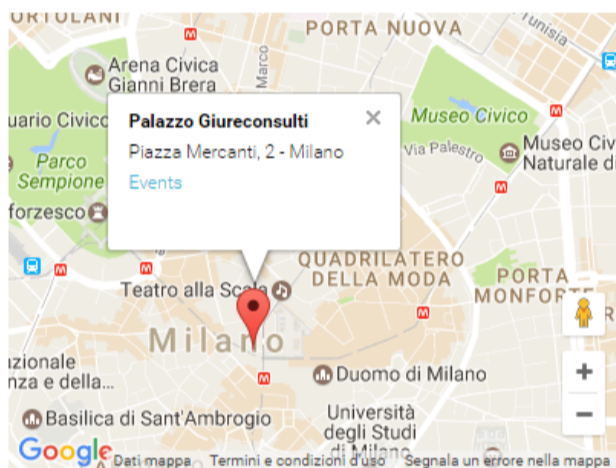 ORTOLANI
PORTA NUOVA
Tunisia
Arena Civica
Gianni Brera
Marco
Palazzo Giureconsulti
Piazza Mercanti, 2 - Milano
Events
uario Civico
Parco
Sempione
forzesco
Museo Civico
Via Palestro
Museo Civ
Naturale di
QUADRILATERO
DELLA MODA
PORTA
MONFORTE
Teatro alla Scala
Milano
zionale
nza e della...
Duomo di Milano
Basilica di Sant'Ambrogio
Università
degli Studi
di Milano
Google
Dati mappa Termini e condizioni d'uso Segnala un errore nella mappa